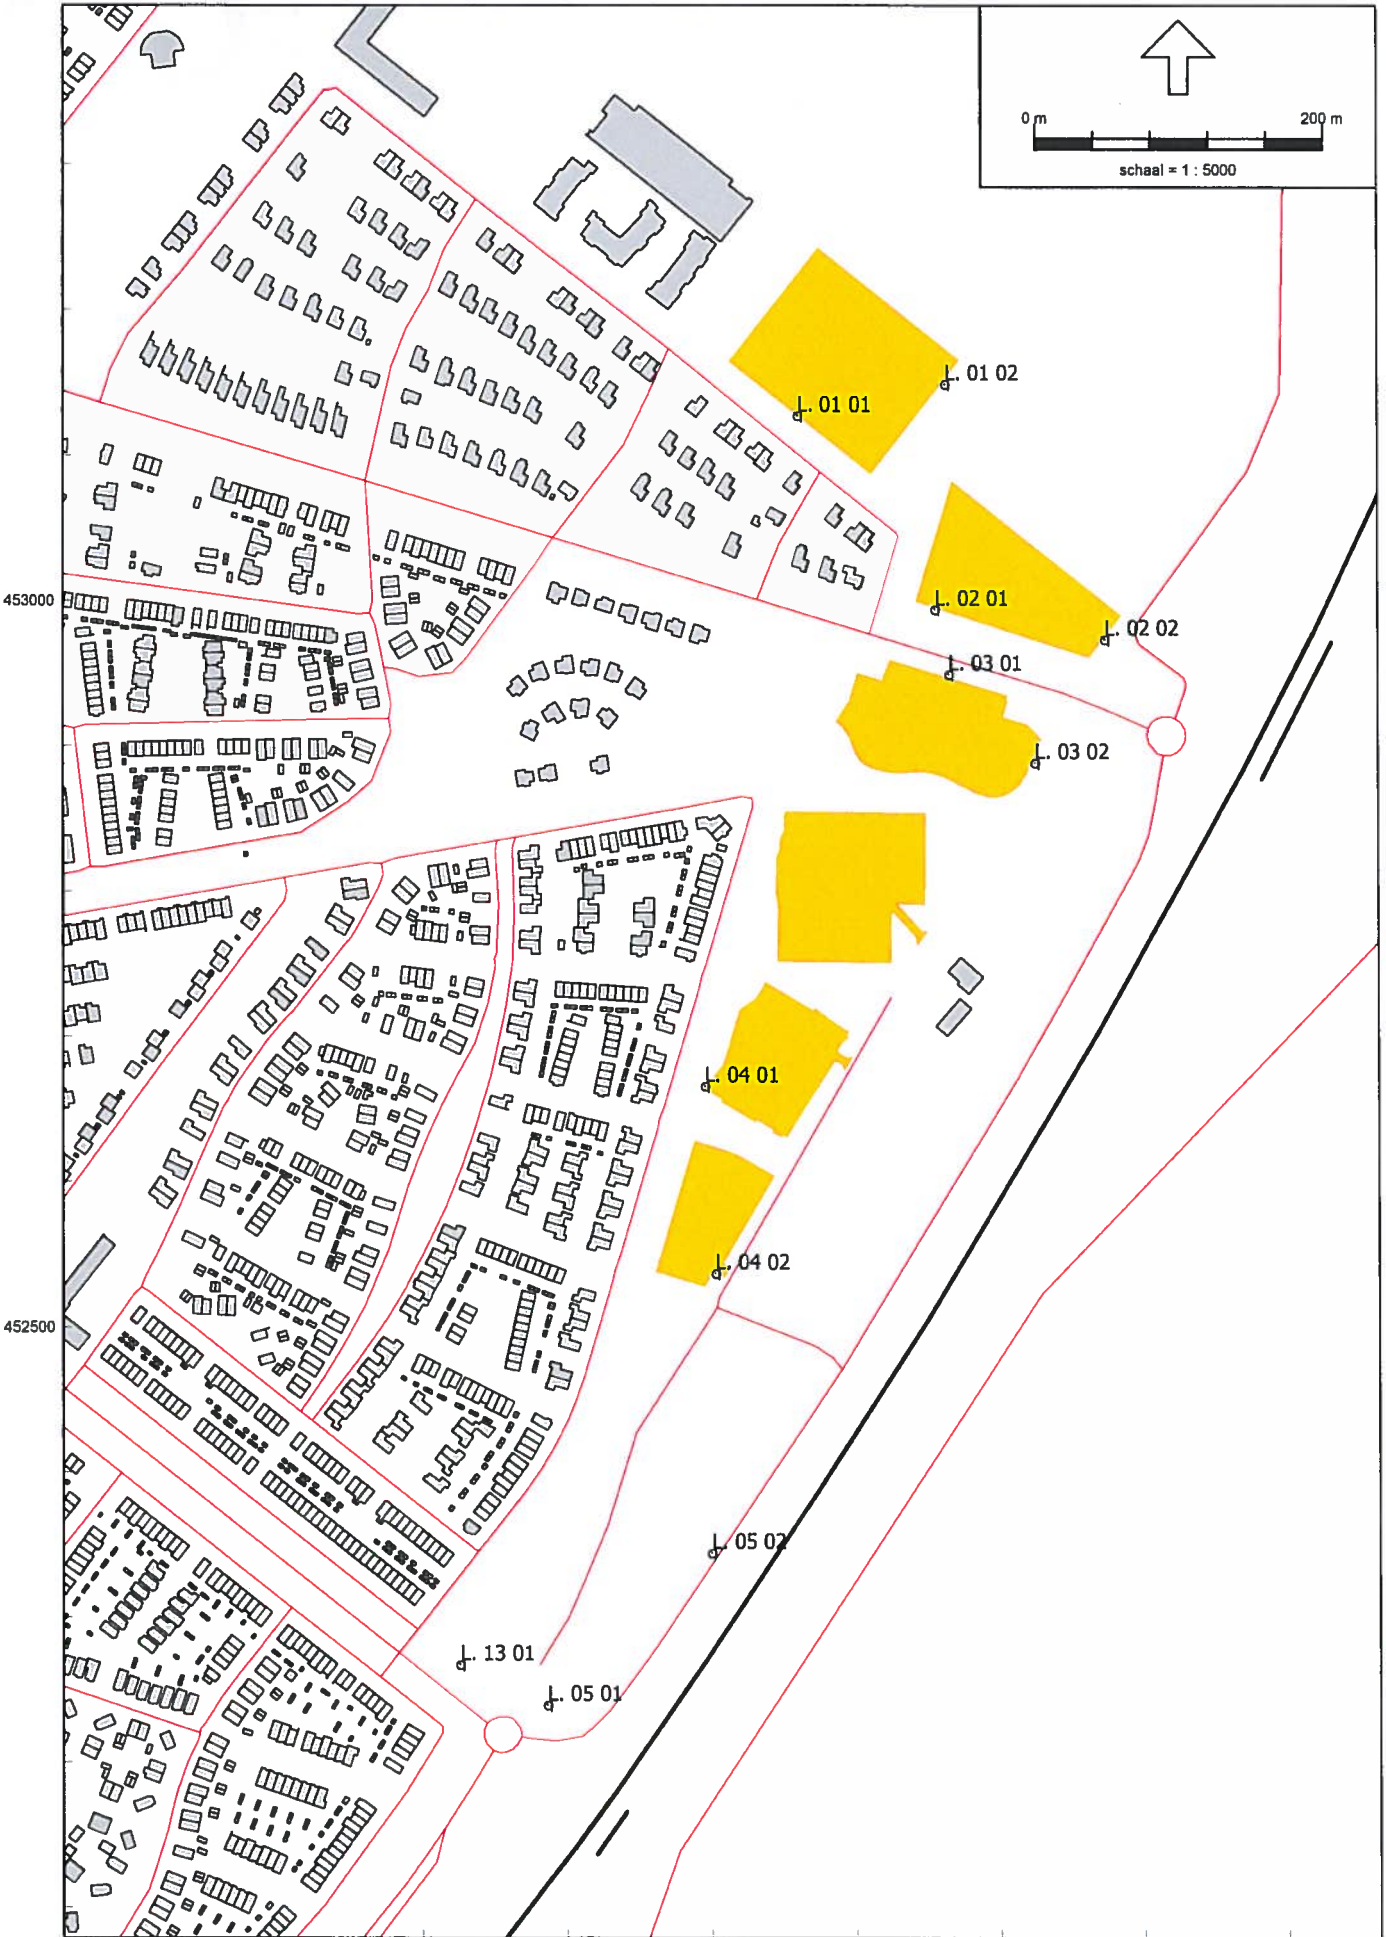 0 m 200 m
schaal = 1 : 5000
L. 01 02
L. 01 01
453000
L. 02 01
L. 02 02
L. 03 01
L. 03 02
L. 04 01
L. 04 02
452500
L. 05 02
L. 13 01
L. 05 01